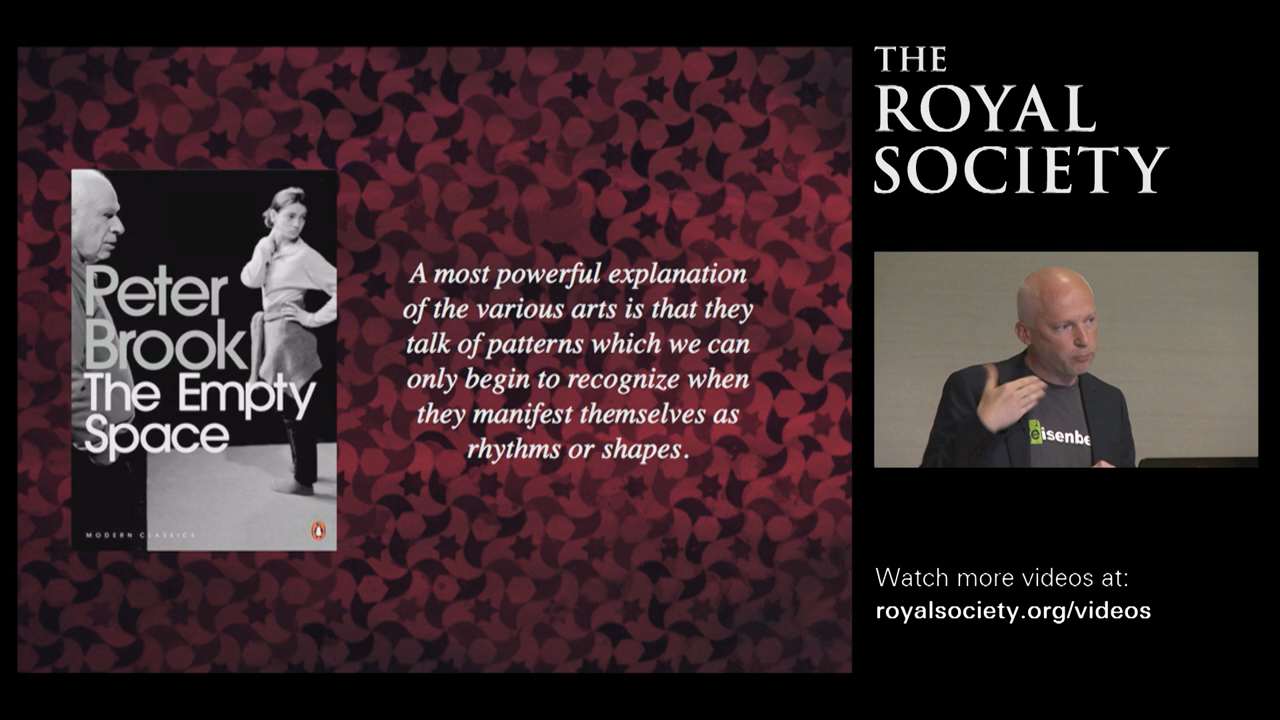 Peter
Brook
The Empty
Space
MODERN CLASSICS
A most powerful explanation
of the various arts is that they
talk of patterns which we can
only begin to recognize when
they manifest themselves as
rhythms or shapes.
THE
ROYAL
SOCIETY
eisenbe
Watch more videos at:
royalsociety.org/videos